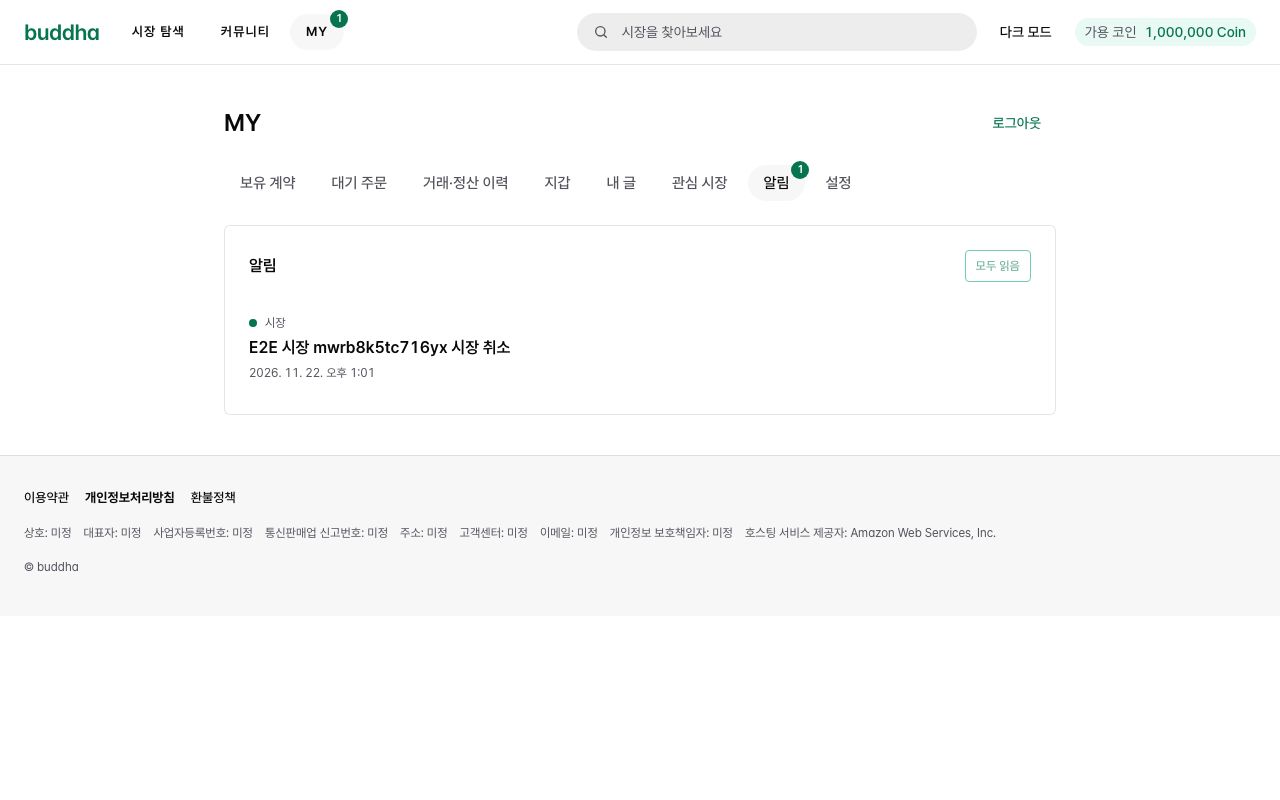 buddha 시장 탐색 커뮤니티 MY 1 시장을 찾아보세요 다크 모드 가용 코인 1,000,000 Coin
MY 로그아웃
보유 계약 대기 주문 거래·정산 이력 지갑 내 글 관심 시장 알림 1 설정
알림 모두 읽음
시장
E2E 시장 mwrb8k5tc716yx 시장 취소
2026. 11. 22. 오후 1:01
이용약관 개인정보처리방침 환불정책
상호: 미정 대표자: 미정 사업자등록번호: 미정 통신판매업 신고번호: 미정 주소: 미정 고객센터: 미정 이메일: 미정 개인정보 보호책임자: 미정 호스팅 서비스 제공자: Amazon Web Services, Inc.
© buddha